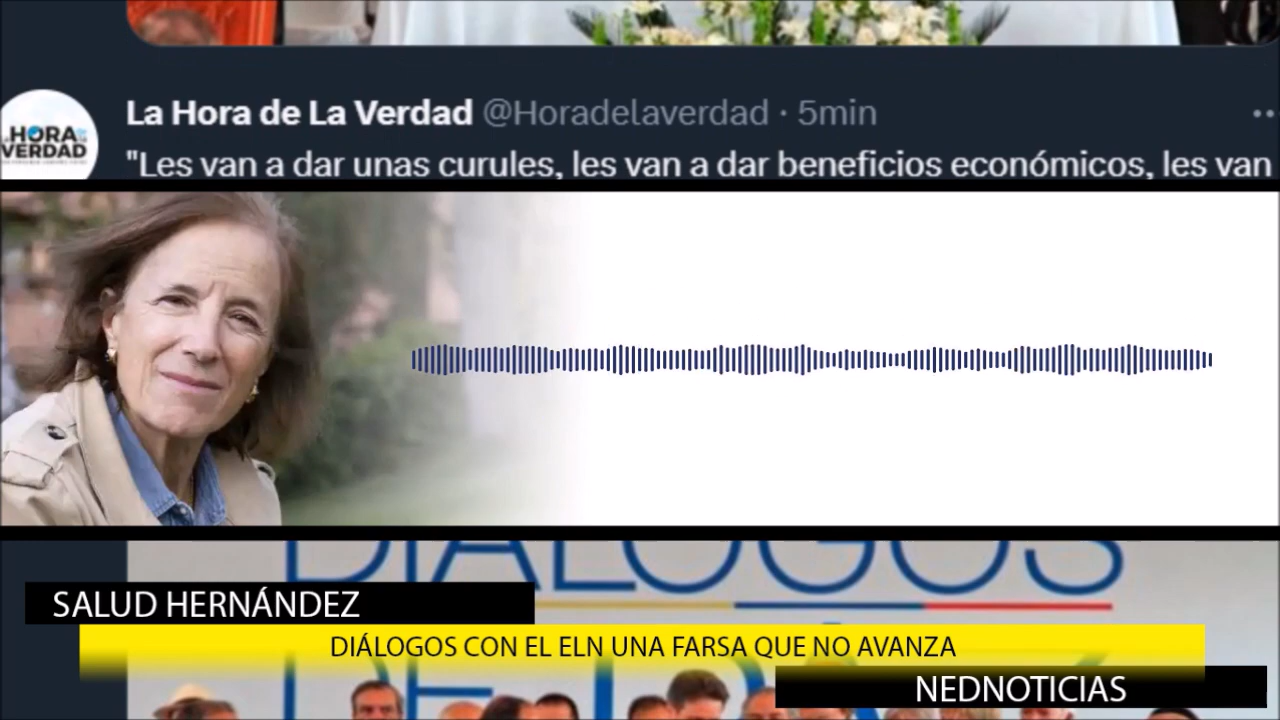 La Hora de La Verdad @Horadelaverdad · 5min
HORA
VERDAD
"Les van a dar unas curules, les van a dar beneficios económicos, les van
DIÁLOGOS
DE
SALUD HERNÁNDEZ
DIÁLOGOS CON EL ELN UNA FARSA QUE NO AVANZA
NEDNOTICIAS